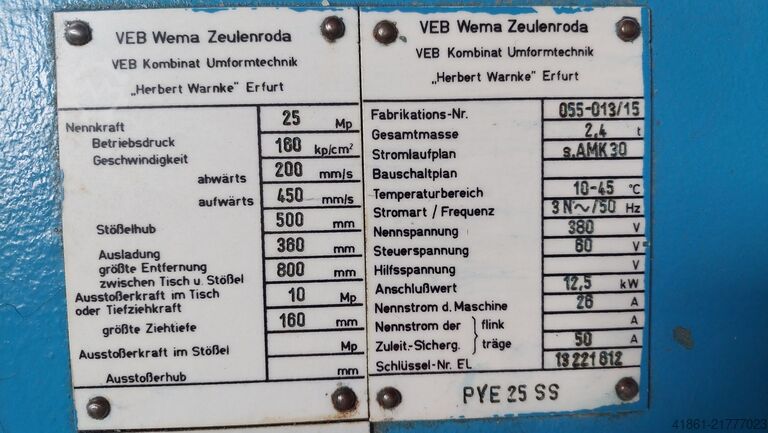 VEB Wema Zeulenroda
VEB Kombinat Umformtechnik
„Herbert Warnke" Erfurt
Nennkraft 25 Mp
Betriebsdruck 160 kp/cm²
Geschwindigkeit
abwärts 200 mm/s
aufwärts 450 mm/s
Stößelhub 500 mm
Ausladung 360 mm
größte Entfernung
zwischen Tisch u. Stößel 800 mm
Ausstoßerkraft im Tisch
oder Tiefziehkraft 10 Mp
größte Ziehtiefe 160 mm
Ausstoßerkraft im Stößel Mp
Ausstoßerhub mm
VEB Wema Zeulenroda
VEB Kombinat Umformtechnik
„Herbert Warnke" Erfurt
Fabrikations-Nr. 055-013/15
Gesamtmasse 2,4 t
Stromlaufplan s.AMK30
Bauschaltplan
Temperaturbereich 10-45 °C
Stromart / Frequenz 3N~/50 Hz
Nennspannung 380 V
Steuerspannung 60 V
Hilfsspannung V
Anschlußwert 12,5 kW
Nennstrom d. Maschine 26 A
Nennstrom der } flink A
Zuleit.-Sicherg. } träge 50 A
Schlüssel-Nr. EL 13 221 612
PYE 25 SS
41861-21777023